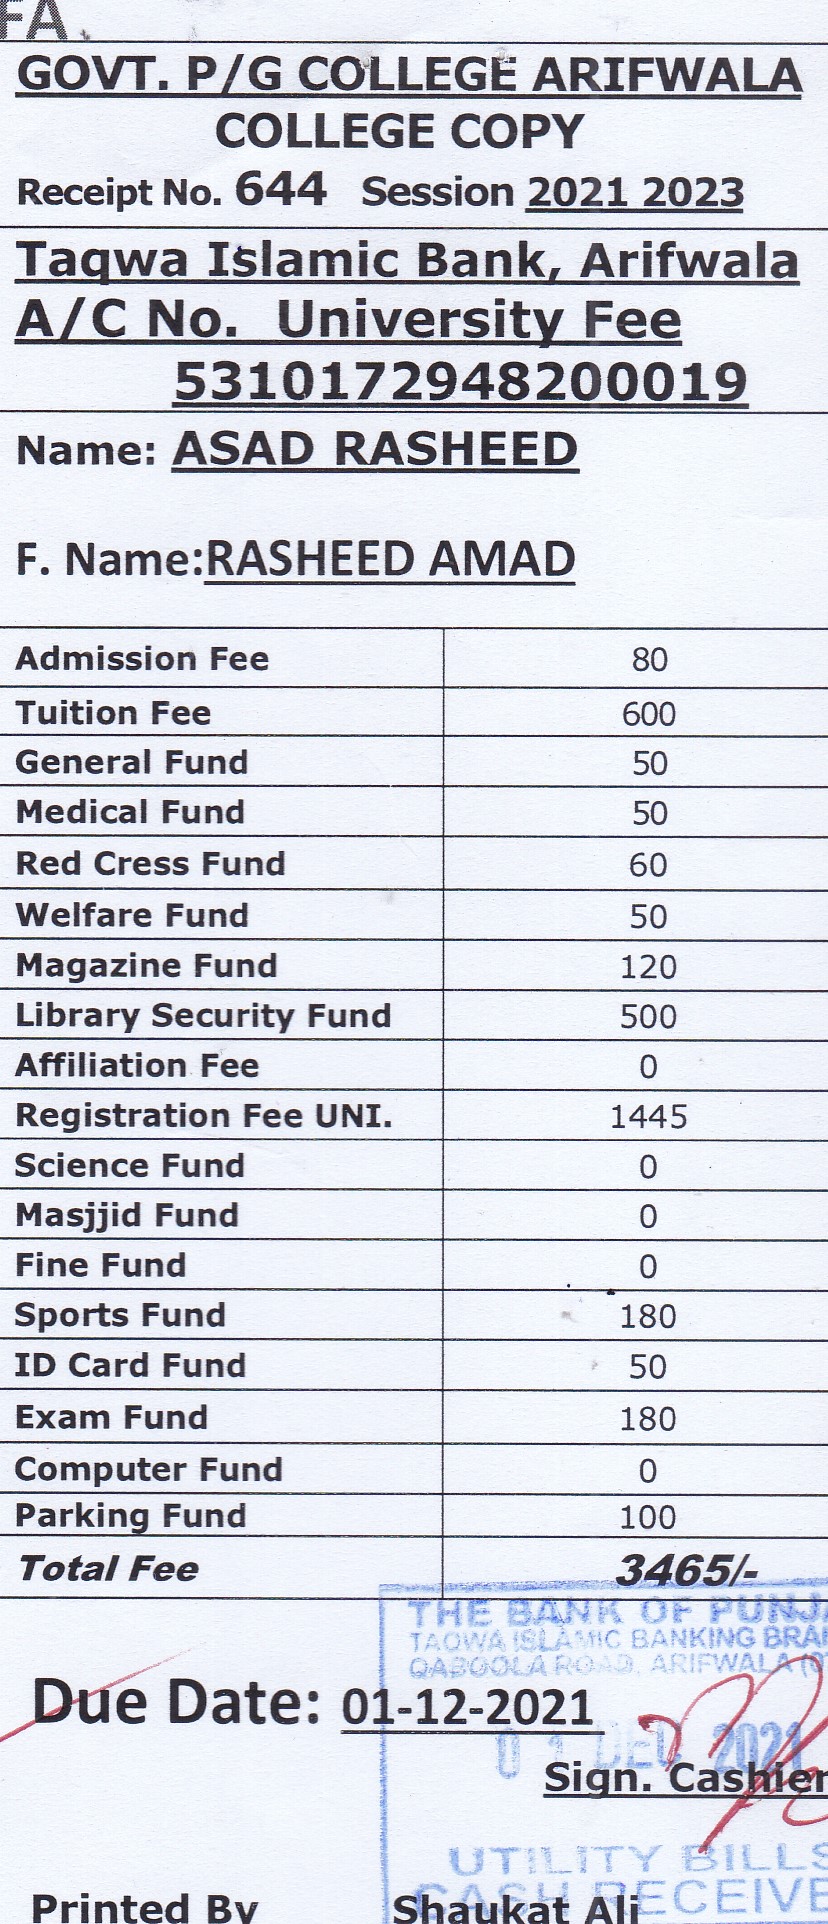 FA
GOVT. P/G COLLEGE ARIFWALA
COLLEGE COPY
Receipt No. 644 Session 2021 2023
Taqwa Islamic Bank, Arifwala
A/C No. University Fee
5310172948200019
Name: ASAD RASHEED
F. Name:RASHEED AMAD
Admission Fee 80
Tuition Fee 600
General Fund 50
Medical Fund 50
Red Cress Fund 60
Welfare Fund 50
Magazine Fund 120
Library Security Fund 500
Affiliation Fee 0
Registration Fee UNI. 1445
Science Fund 0
Masjjid Fund 0
Fine Fund 0
Sports Fund 180
ID Card Fund 50
Exam Fund 180
Computer Fund 0
Parking Fund 100
Total Fee 3465/-
THE BANK OF PUNJA
TAQWA ISLAMIC BANKING BRAN
QABOOLA ROAD, ARIFWALA
Due Date: 01-12-2021
01 DEC 2021
Sign. Cashier
UTILITY BILLS
CASH RECEIVE
Printed By Shaukat Ali